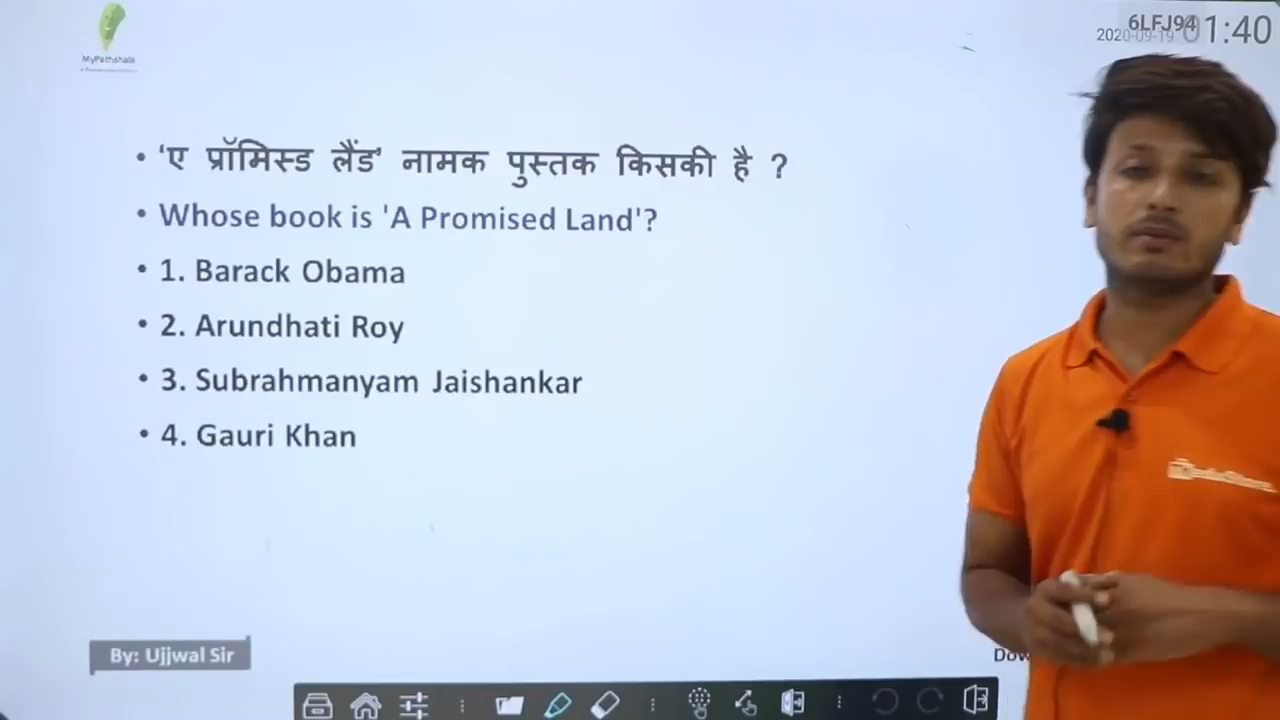 6LFJ94
2020-09-19
01:40
MyPathshala
• 'ए प्रॉमिस्ड लैंड' नामक पुस्तक किसकी है ?
• Whose book is 'A Promised Land'?
• 1. Barack Obama
• 2. Arundhati Roy
• 3. Subrahmanyam Jaishankar
• 4. Gauri Khan
By: Ujjwal Sir